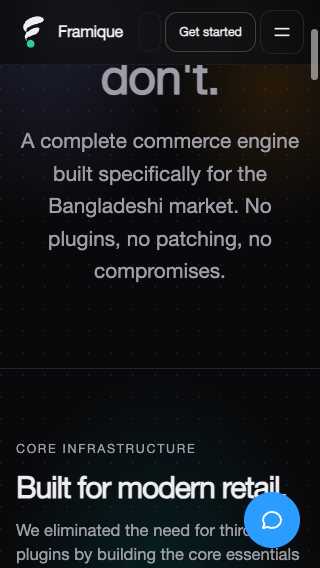 Framique
Get started
don't.
A complete commerce engine
built specifically for the
Bangladeshi market. No
plugins, no patching, no
compromises.
CORE INFRASTRUCTURE
Built for modern retail.
We eliminated the need for
plugins by building the core essentials